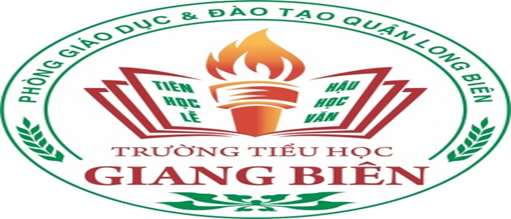 PHÒNG GIÁO DỤC & ĐÀO TẠO QUẬN LONG BIÊN
TIÊN
HỌC
LỄ
HẬU
HỌC
VĂN
TRƯỜNG TIỂU HỌC
GIANG BIÊN